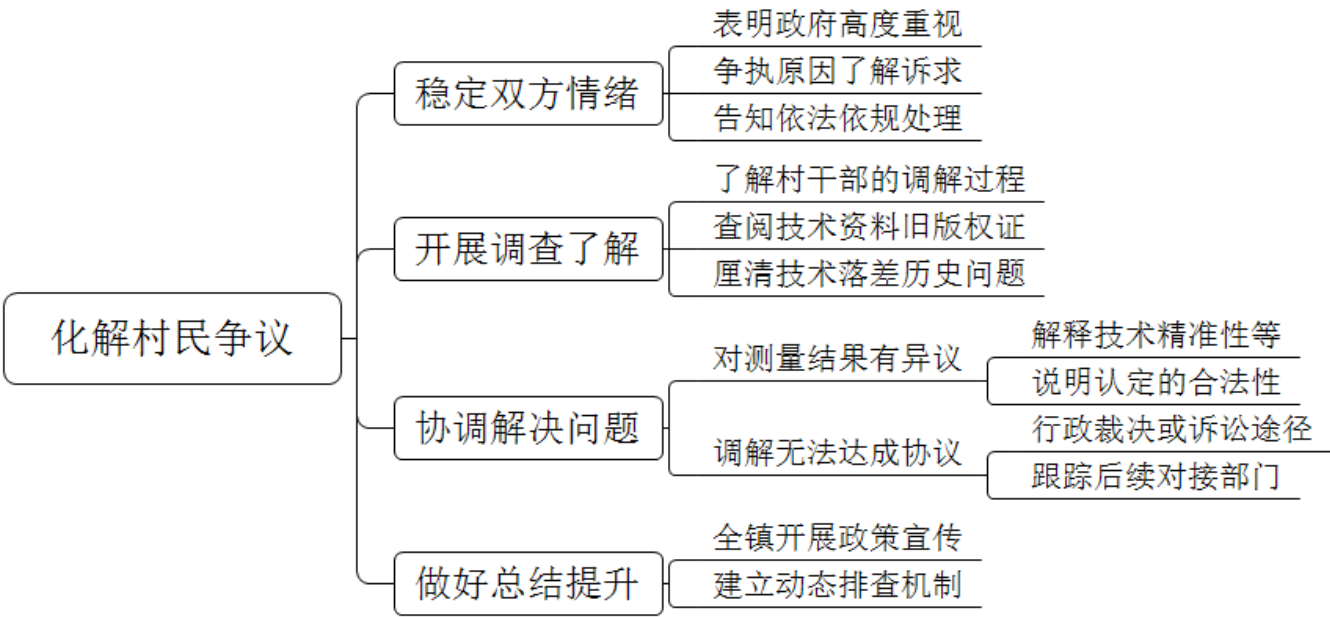 化解村民争议
稳定双方情绪
表明政府高度重视
争执原因了解诉求
告知依法依规处理
开展调查了解
了解村干部的调解过程
查阅技术资料旧版权证
厘清技术落差历史问题
协调解决问题
对测量结果有异议
解释技术精准性等
说明认定的合法性
调解无法达成协议
行政裁决或诉讼途径
跟踪后续对接部门
做好总结提升
全镇开展政策宣传
建立动态排查机制